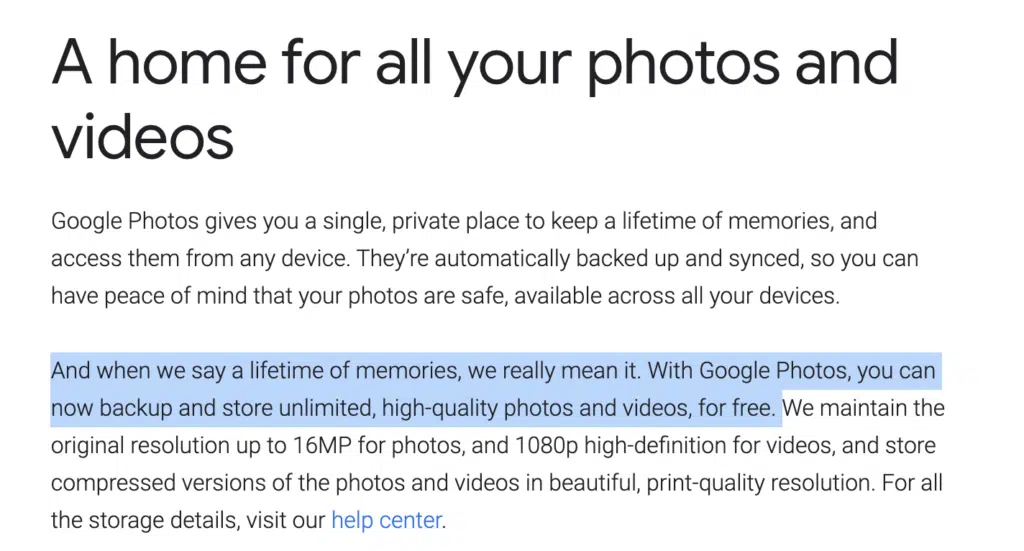 A home for all your photos and
videos
Google Photos gives you a single, private place to keep a lifetime of memories, and
access them from any device. They’re automatically backed up and synced, so you can
have peace of mind that your photos are safe, available across all your devices.
And when we say a lifetime of memories, we really mean it. With Google Photos, you can
now backup and store unlimited, high-quality photos and videos, for free. We maintain the
original resolution up to 16MP for photos, and 1080p high-definition for videos, and store
compressed versions of the photos and videos in beautiful, print-quality resolution. For all
the storage details, visit our help center.